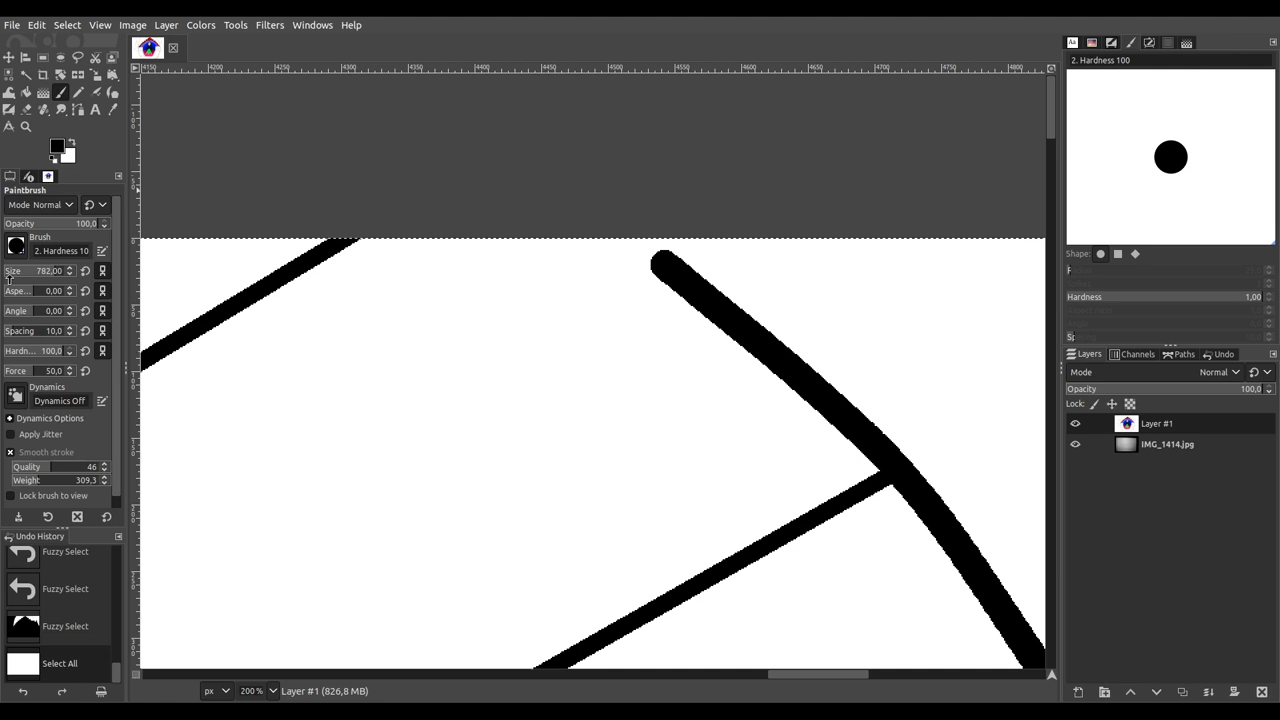 File Edit Select View Image Layer Colors Tools Filters Windows Help
4150 4200 4250 4300 4350 4400 4450 4500 4550 4600 4650 4700 4750 4800
Paintbrush
Mode Normal
Opacity 100,0
Brush
2. Hardness 10
Size 782,00
Aspe... 0,00
Angle 0,00
Spacing 10,0
Hardn... 100,0
Force 50,0
Dynamics
Dynamics Off
Dynamics Options
Apply Jitter
Smooth stroke
Quality 46
Weight 309,3
Lock brush to view
Undo History
Fuzzy Select
Fuzzy Select
Fuzzy Select
Select All
px 200 % Layer #1 (826,8 MB)
2. Hardness 100
Shape:
Hardness 1,00
Layers Channels Paths Undo
Mode Normal
Opacity 100,0
Lock:
Layer #1
IMG_1414.jpg